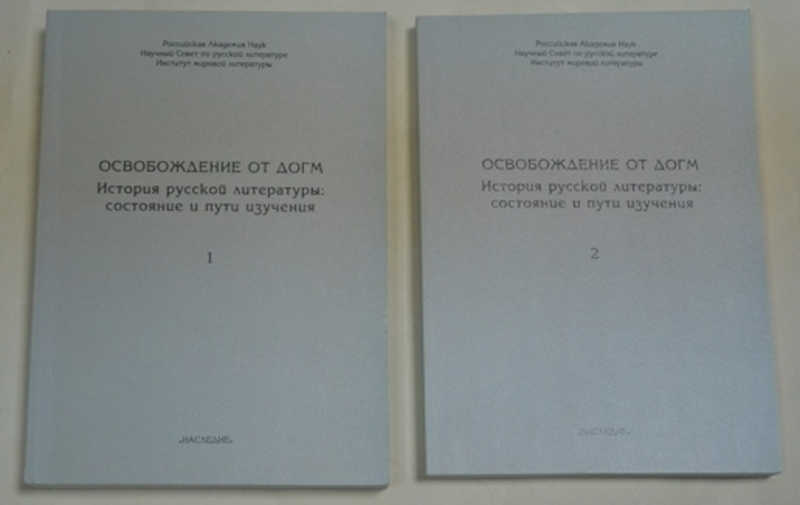 Российская Академия Наук
Научный Совет по русской литературе
Институт мировой литературы
ОСВОБОЖДЕНИЕ ОТ ДОГМ
История русской литературы:
состояние и пути изучения
1
«НАСЛЕДИЕ»
Российская Академия Наук
Научный Совет по русской литературе
Институт мировой литературы
ОСВОБОЖДЕНИЕ ОТ ДОГМ
История русской литературы:
состояние и пути изучения
2
«НАСЛЕДИЕ»